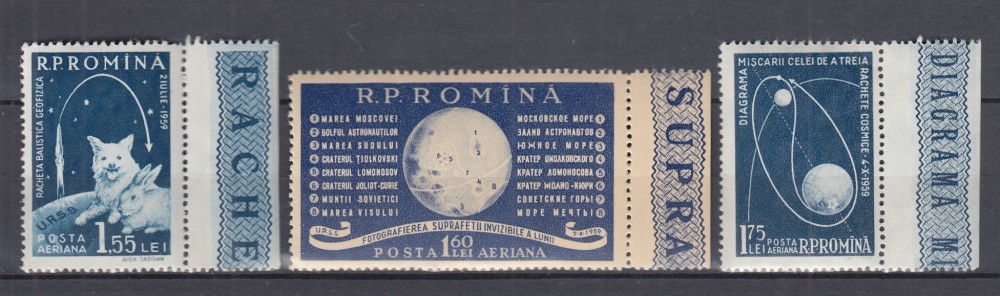 R.P.ROMÎNA
RACHETA BALISTICA GEOFIZICA
2 IULIE - 1959
U.R.S.S.
POSTA
AERIANA
1,55 LEI
AIDA TASGIAN
RACHE
R.P. ROMÎNA
1 MAREA MOSCOVEI
2 GOLFUL ASTRONAUȚILOR
3 MAREA SUDULUI
4 CRATERUL ȚIOLKOVSKI
5 CRATERUL LOMONOSOV
6 CRATERUL JOLIOT-CURIE
7 MUNTII SOVIETICI
8 MAREA VISULUI
МОСКОВСКОЕ МОРЕ 1
ЗАЛИВ АСТРОНАВТОВ 2
ЮЖНОЕ МОРЕ 3
КРАТЕР ЦИОЛКОВСКОГО 4
КРАТЕР ЛОМОНОСОВА 5
КРАТЕР ЖОЛИО-КЮРИ 6
СОВЕТСКИЕ ГОРЫ 7
МОРЕ МЕЧТЫ 8
U.R.S.S.
FOTOGRAFIEREA SUPRAFETII INVIZIBILE A LUNII
7-X-1959
POSTA 1 60 LEI AERIANA
SUPRA
DIAGRAMA MIȘCARII CELEI DE A TREIA RACHETE COSMICE-4-X-1959
1 75
LEI
POSTA
AERIANA
R.P.ROMÎNA
DIAGRAMA MI